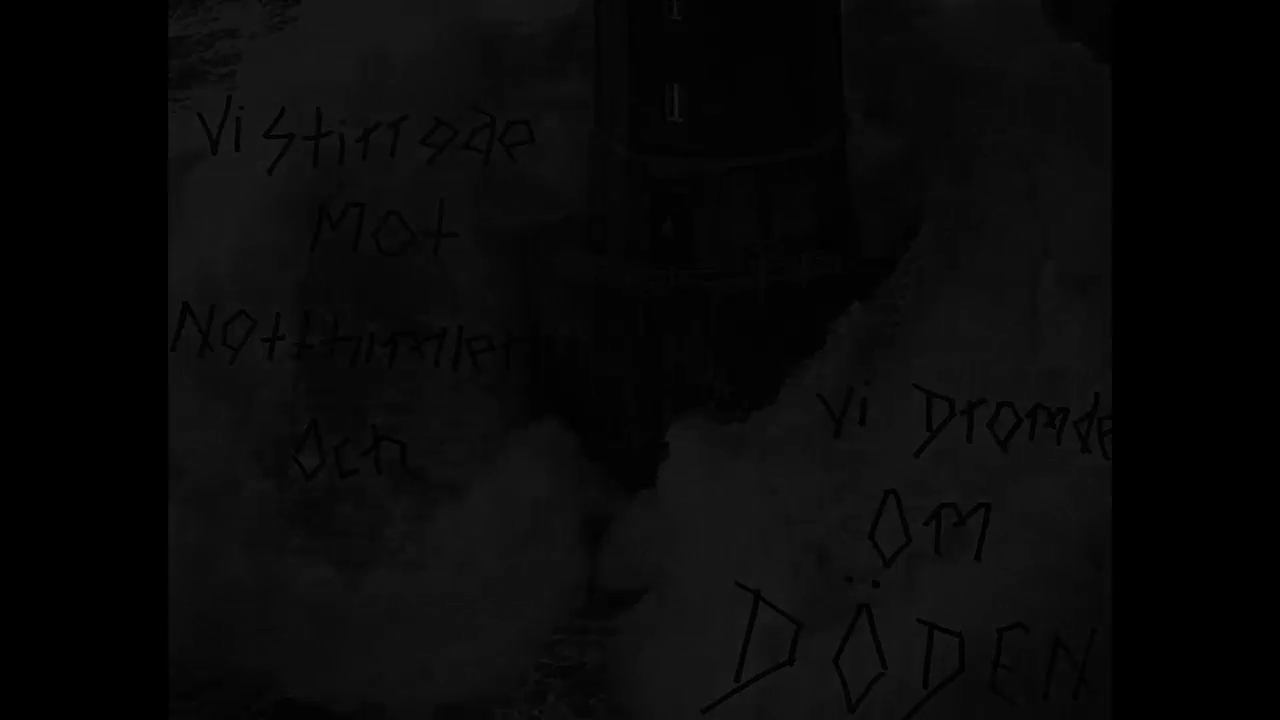 Vi Stirrade
Mot
Natthimlen
Och
Vi Dromde
Om
DÖDEN